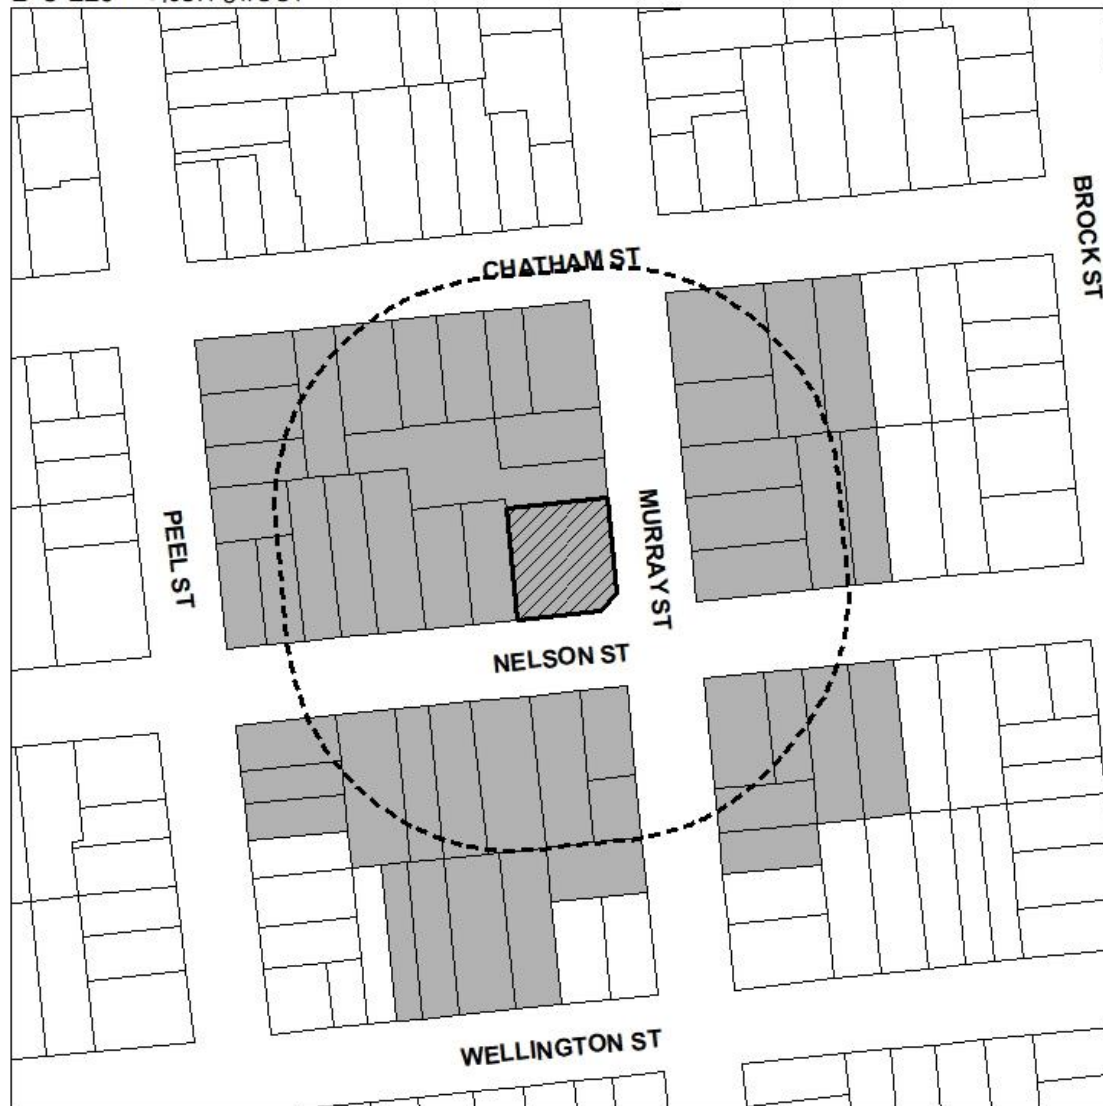 CHATHAM ST
BROCK ST
PEEL ST
MURRAY ST
NELSON ST
WELLINGTON ST